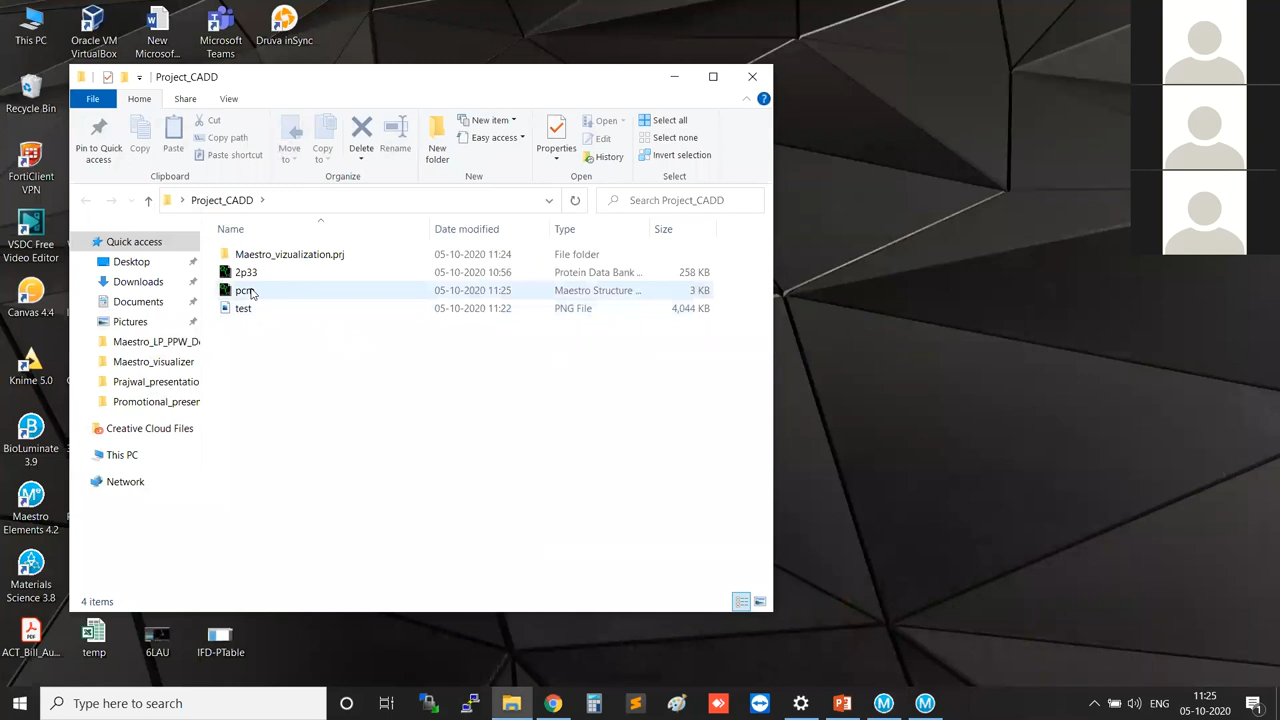 This PC
Oracle VM
VirtualBox
New
Microsof...
Microsoft
Teams
Druva inSync
Recycle Bin
FortiClient
VPN
VSDC Free
Video Editor
Canvas 4.4
Knime 5.0
BioLuminate
3.9
Maestro
Elements 4.2
Materials
Science 3.8
ACT_Bill_Au...
temp
6LAU
IFD-PTable
Project_CADD
File
Home
Share
View
Pin to Quick
access
Copy
Paste
Cut
Copy path
Paste shortcut
Clipboard
Move
to
Copy
to
Delete
Rename
Organize
New
folder
New item
Easy access
New
Properties
Open
Edit
History
Open
Select all
Select none
Invert selection
Select
Project_CADD
Search Project_CADD
Name
Date modified
Type
Size
Maestro_vizualization.prj 05-10-2020 11:24 File folder
2p33 05-10-2020 10:56 Protein Data Bank ... 258 KB
05-10-2020 11:25 Maestro Structure ... 3 KB
test 05-10-2020 11:22 PNG File 4,044 KB
Quick access
Desktop
Downloads
Documents
Pictures
Maestro_LP_PPW_De
Maestro_visualizer
Prajwal_presentatio
Promotional_presen
Creative Cloud Files
This PC
Network
4 items
Type here to search
ENG
11:25
05-10-2020